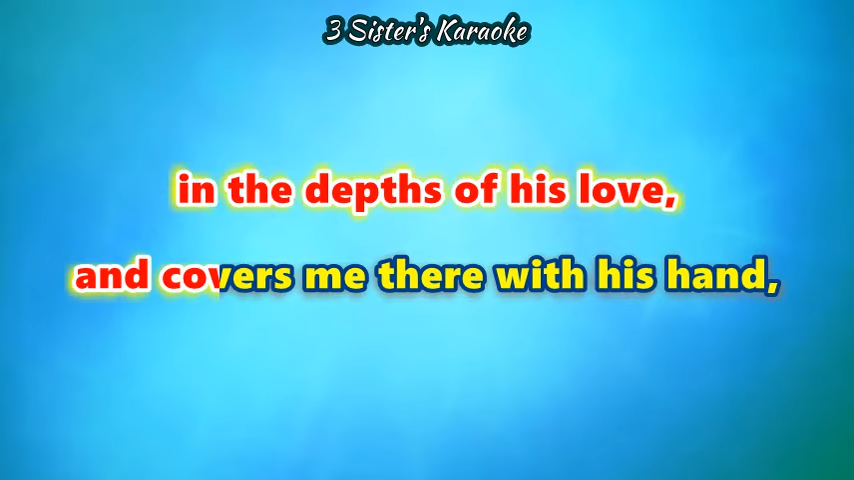 3 Sister's Karaoke
in the depths of his love,
and covers me there with his hand,